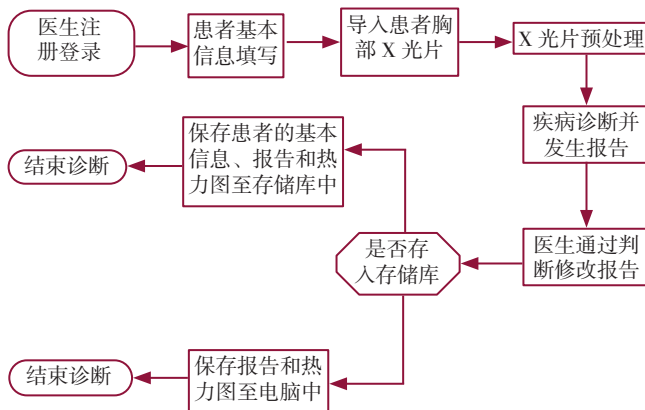 医生注
册登录
患者基本
信息填写
导入患者胸
部 X 光片
X 光片预处理
疾病诊断并
发生报告
医生通过判
断修改报告
是否存
入存储库
保存患者的基本
信息、报告和热
力图至存储库中
结束诊断
保存报告和热
力图至电脑中
结束诊断